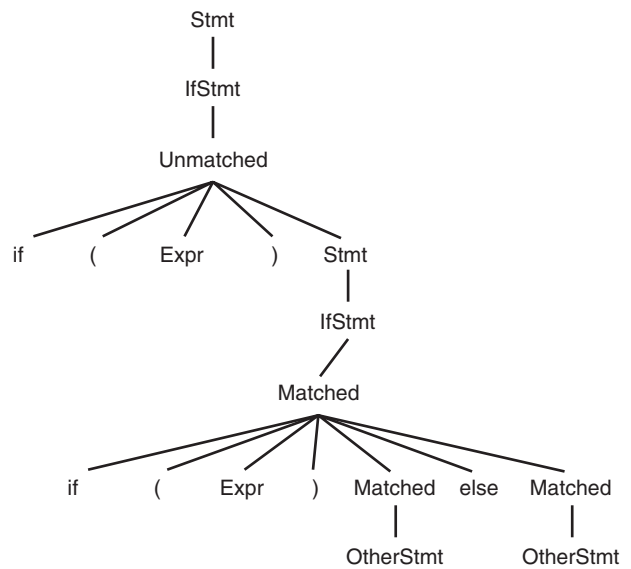 Stmt
IfStmt
Unmatched
if ( Expr ) Stmt
IfStmt
Matched
if ( Expr ) Matched else Matched
OtherStmt OtherStmt